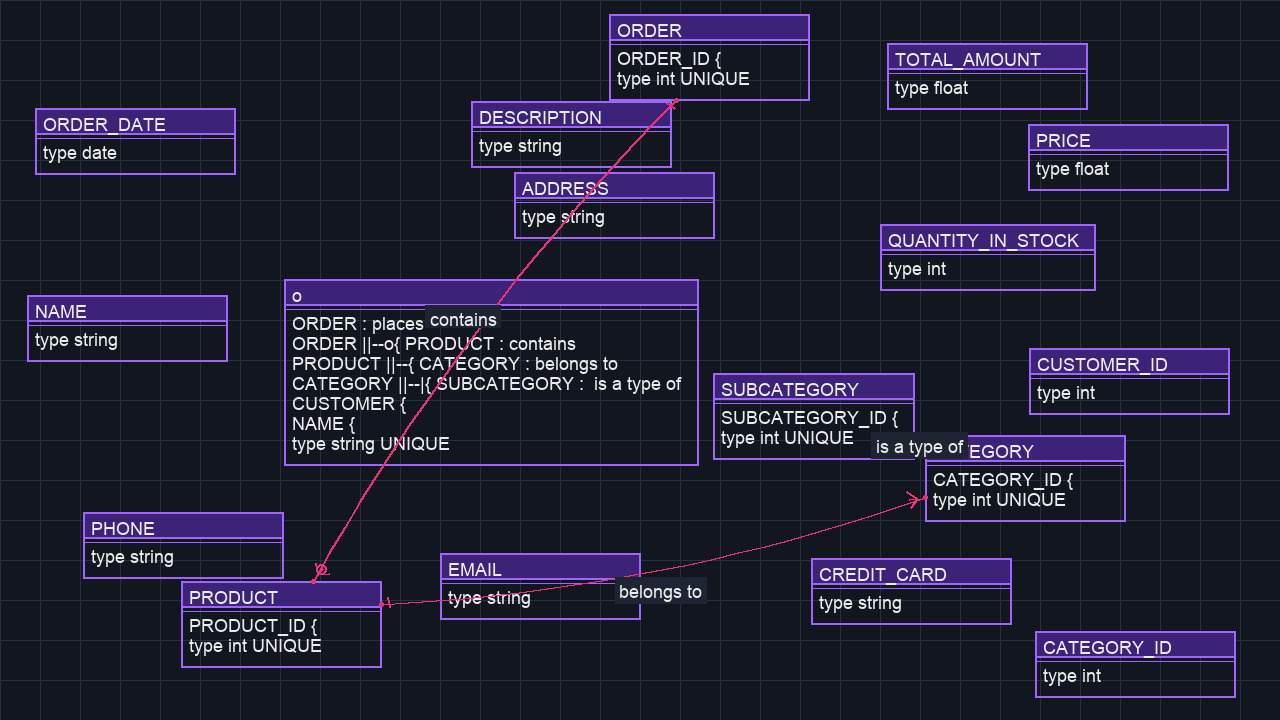 ORDER
ORDER_ID {
type int UNIQUE
TOTAL_AMOUNT
type float
DESCRIPTION
type string
ORDER_DATE
type date
PRICE
type float
ADDRESS
type string
QUANTITY_IN_STOCK
type int
o
ORDER : places
contains
ORDER ||--o{ PRODUCT : contains
PRODUCT ||--{ CATEGORY : belongs to
CATEGORY ||--|{ SUBCATEGORY :  is a type of
CUSTOMER {
NAME {
type string UNIQUE
NAME
type string
CUSTOMER_ID
type int
SUBCATEGORY
SUBCATEGORY_ID {
type int UNIQUE
is a type of
EGORY
CATEGORY_ID {
type int UNIQUE
PHONE
type string
EMAIL
type string
belongs to
CREDIT_CARD
type string
PRODUCT
PRODUCT_ID {
type int UNIQUE
CATEGORY_ID
type int